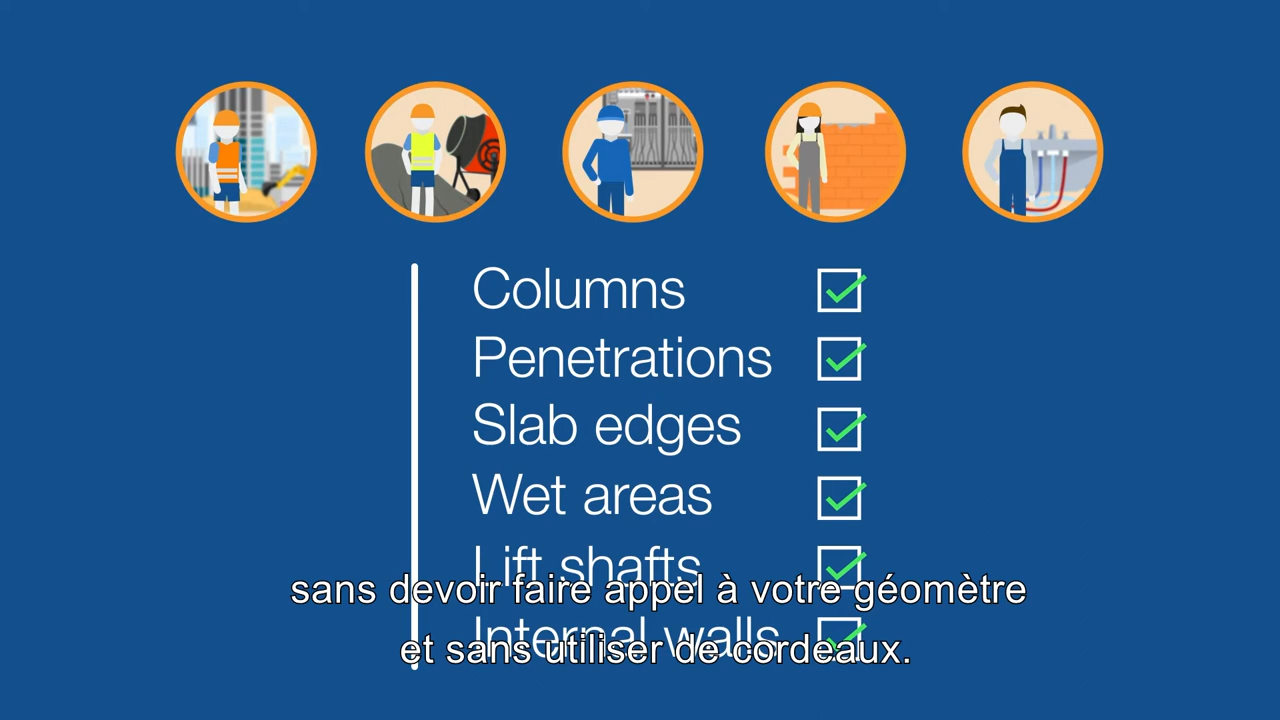 Columns
Penetrations
Slab edges
Wet areas
Lift shafts
sans devoir faire appel à votre géomètre
Internal walls
et sans utiliser de cordeaux.